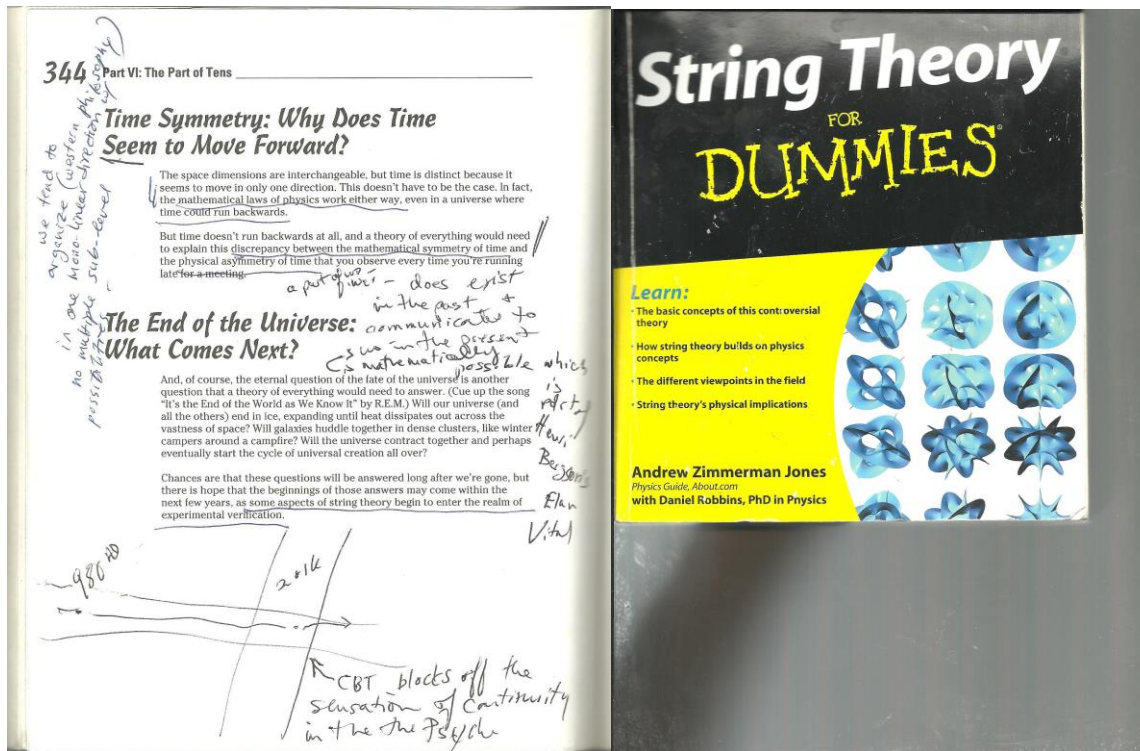 344 Part VI: The Part of Tens
Time Symmetry: Why Does Time
Seem to Move Forward?
The space dimensions are interchangeable, but time is distinct because it
seems to move in only one direction. This doesn't have to be the case. In fact,
the mathematical laws of physics work either way, even in a universe where
time could run backwards.
But time doesn't run backwards at all, and a theory of everything would need
to explain this discrepancy between the mathematical symmetry of time and
the physical asymmetry of time that you observe every time you're running
late for a meeting.
a part of
- does exist
in the past +
communicates to
us in the present
is mathematically
possible which
is
Henri
Bergson's
Elan
Vital
The End of the Universe:
What Comes Next?
And, of course, the eternal question of the fate of the universe is another
question that a theory of everything would need to answer. (Cue up the song
"It's the End of the World as We Know It" by R.E.M.) Will our universe (and
all the others) end in ice, expanding until heat dissipates out across the
vastness of space? Will galaxies huddle together in dense clusters, like winter
campers around a campfire? Will the universe contract together and perhaps
eventually start the cycle of universal creation all over?
Chances are that these questions will be answered long after we're gone, but
there is hope that the beginnings of those answers may come within the
next few years, as some aspects of string theory begin to enter the realm of
experimental verification.
we tend to
organize (western philosophy)
in one mono-linear direction w/
no multiple sub-level
possibilities
980 AD
CBT blocks off the
sensation of continuity
in the the Psyche
String Theory
FOR
DUMMIES®
Learn:
• The basic concepts of this controversial
theory
• How string theory builds on physics
concepts
• The different viewpoints in the field
• String theory's physical implications
Andrew Zimmerman Jones
Physics Guide, About.com
with Daniel Robbins, PhD in Physics